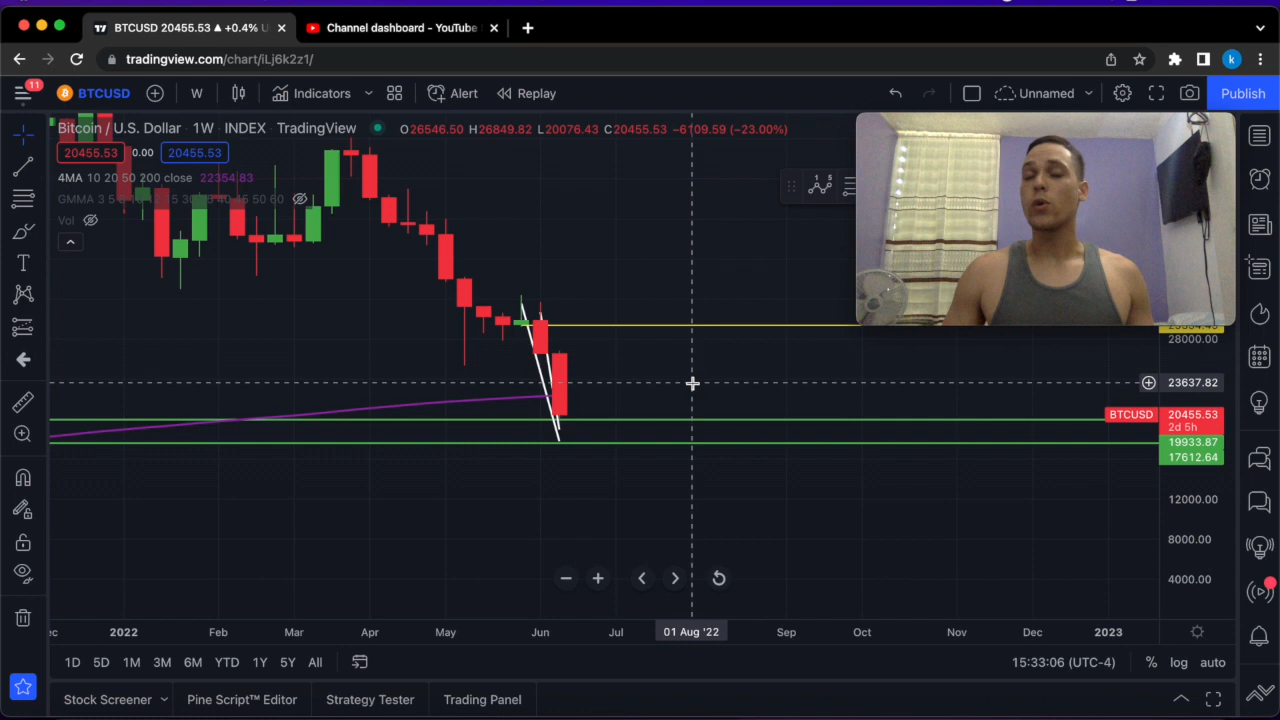 BTCUSD 20455.53 ▲ +0.4% U
Channel dashboard - YouTube
tradingview.com/chart/iLj6k2z1/
k
11
BTCUSD
W
Indicators
Alert
Replay
Unnamed
Publish
Bitcoin / U.S. Dollar · 1W · INDEX · TradingView
O26546.50 H26849.82 L20076.43 C20455.53 −6109.59 (−23.00%)
20455.53
0.00
20455.53
4MA 10 20 50 200 close 22354.83
Vol
1 5
28000.00
23637.82
BTCUSD 20455.53
2d 5h
19933.87
17612.64
12000.00
8000.00
4000.00
2022
Feb
Mar
Apr
May
Jun
Jul
01 Aug '22
Sep
Oct
Nov
Dec
2023
1D
5D
1M
3M
6M
YTD
1Y
5Y
All
15:33:06 (UTC-4)
%
log
auto
Stock Screener
Pine Script™ Editor
Strategy Tester
Trading Panel